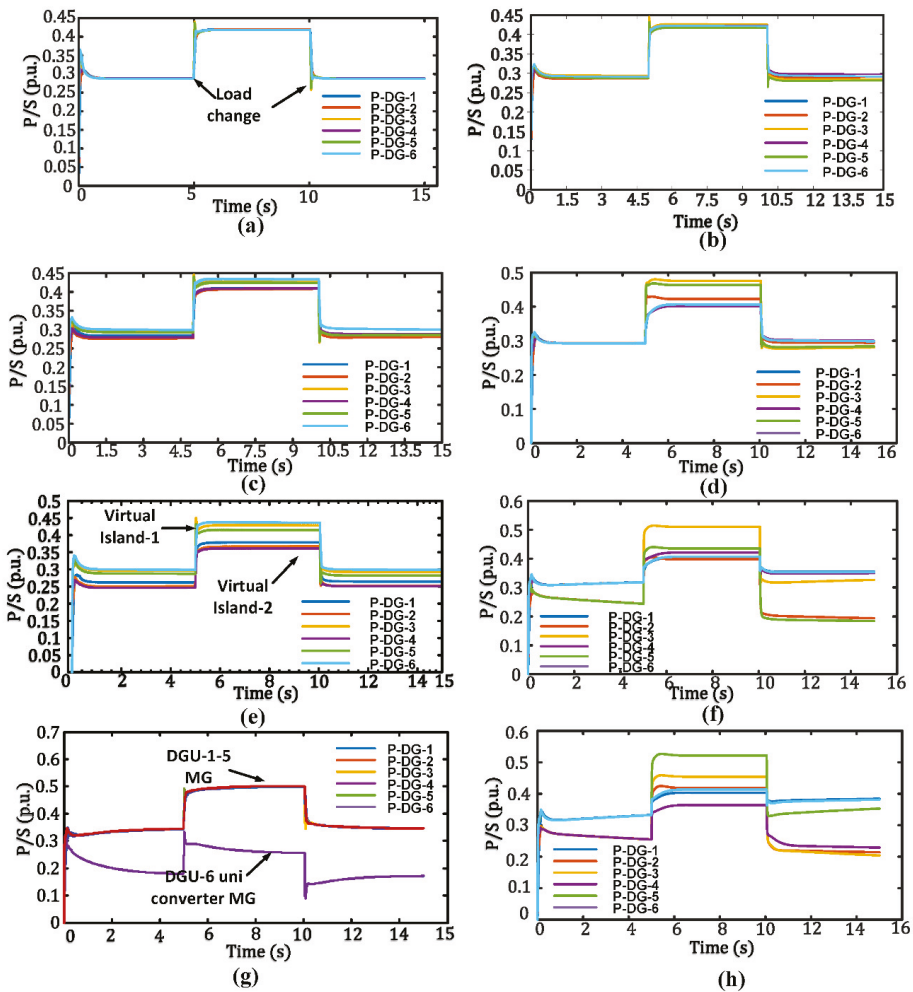 0.45
0.4
0.35
0.3
0.25
0.2
0.15
0.1
0.05
0
P/S (p.u.)
Load
change
P-DG-1
P-DG-2
P-DG-3
P-DG-4
P-DG-5
P-DG-6
0 5 10 15
Time (s)
(a)
0.45
0.4
0.35
0.3
0.25
0.2
0.15
0.1
0.05
0
P/S (p.u.)
P-DG-1
P-DG-2
P-DG-3
P-DG-4
P-DG-5
P-DG-6
0 1.5 3 4.5 6 7.5 9 10.5 12 13.5 15
Time (s)
(b)
0.45
0.4
0.35
0.3
0.25
0.2
0.15
0.1
0.05
0
P/S (p.u.)
P-DG-1
P-DG-2
P-DG-3
P-DG-4
P-DG-5
P-DG-6
0 1.5 3 4.5 6 7.5 9 10.5 12 13.5 15
Time (s)
(c)
0.5
0.4
0.3
0.2
0.1
0
P/S (p.u.)
P-DG-1
P-DG-2
P-DG-3
P-DG-4
P-DG-5
P-DG-6
0 2 4 6 8 10 12 14 16
Time (s)
(d)
0.5
0.45
0.4
0.35
0.3
0.25
0.2
0.15
0.1
0.05
0
P/S (p.u.)
Virtual
Island-1
Virtual
Island-2
P-DG-1
P-DG-2
P-DG-3
P-DG-4
P-DG-5
P-DG-6
0 2 4 6 8 10 12 14 15
Time (s)
(e)
0.6
0.5
0.4
0.3
0.2
0.1
0
P/S (p.u.)
P-DG-1
P-DG-2
P-DG-3
P-DG-4
P-DG-5
P-DG-6
0 2 4 6 8 10 12 14 16
Time (s)
(f)
0.7
0.6
0.5
0.4
0.3
0.2
0.1
0
P/S (p.u.)
DGU-1-5
MG
DGU-6 uni
converter MG
P-DG-1
P-DG-2
P-DG-3
P-DG-4
P-DG-5
P-DG-6
0 2 4 6 8 10 12 14 15
Time (s)
(g)
0.6
0.5
0.4
0.3
0.2
0.1
0
P/S (p.u.)
P-DG-1
P-DG-2
P-DG-3
P-DG-4
P-DG-5
P-DG-6
0 2 4 6 8 10 12 14 16
Time (s)
(h)